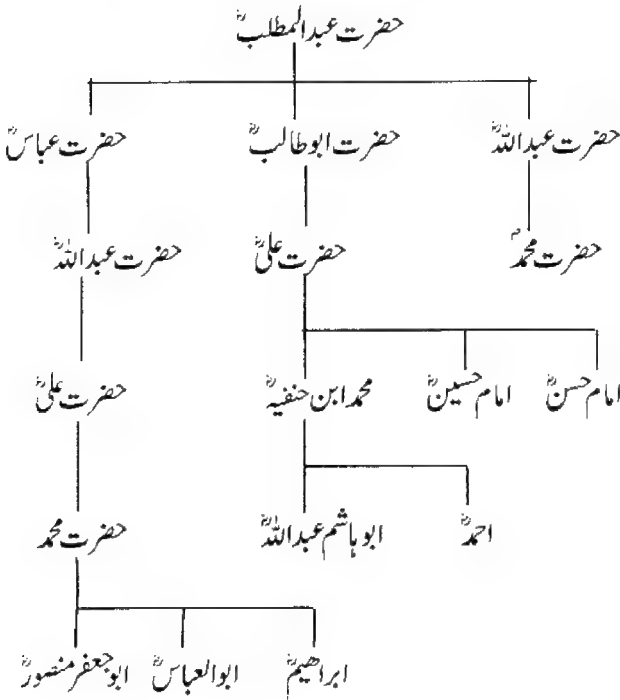 حضرت عبدالمطلبؓ
حضرت عبداللہؓ حضرت ابوطالبؓ حضرت عباسؓ
حضرت محمدؐ حضرت علیؓ حضرت عبداللہؓ
امام حسنؓ امام حسینؓ محمد ابن حنفیہؓ حضرت علیؓ
احمدؓ ابوہاشم عبداللہؓ حضرت محمد
ابراھیمؓ ابوالعباسؓ ابوجعفر منصورؓ